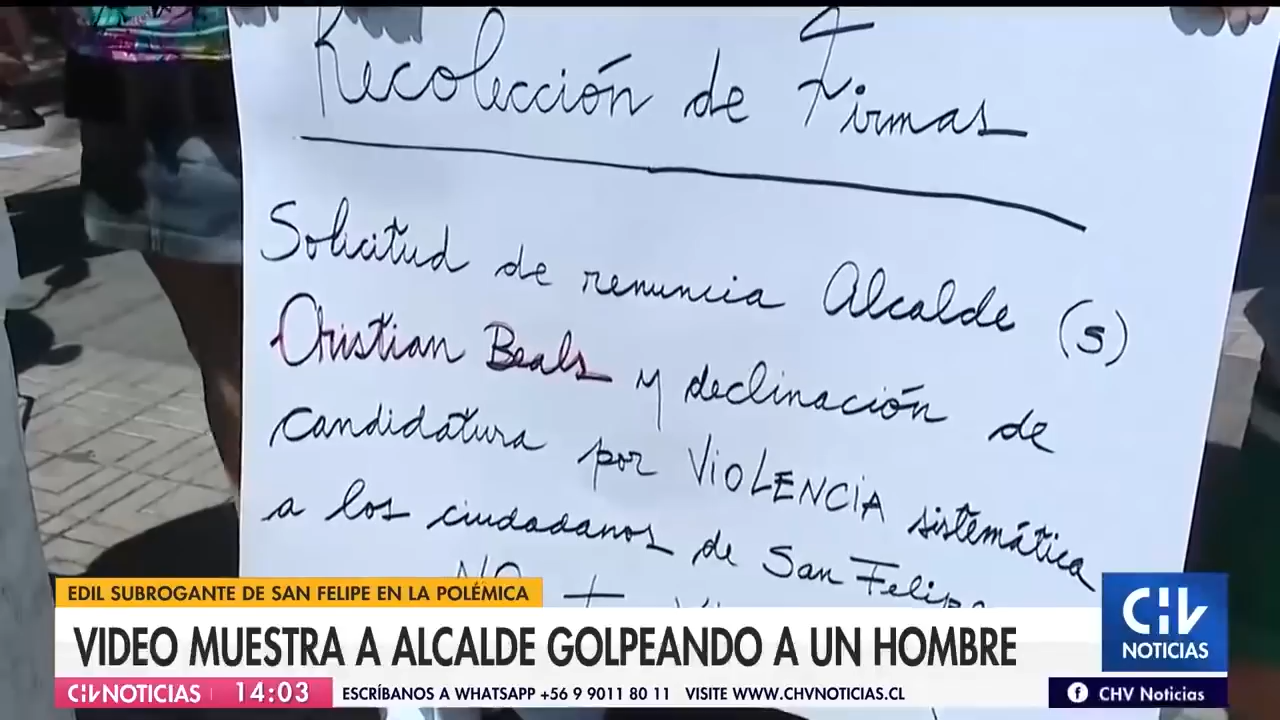 Recolección de Firmas
Solicitud de renuncia Alcalde (s)
Cristian Beals y declinación de
candidatura por VIOLENCIA sistemática
a los ciudadanos de San Felipe
NO
EDIL SUBROGANTE DE SAN FELIPE EN LA POLÉMICA
VIDEO MUESTRA A ALCALDE GOLPEANDO A UN HOMBRE
CHV
NOTICIAS
CHVNOTICIAS 14:03 ESCRÍBANOS A WHATSAPP +56 9 9011 80 11 VISITE WWW.CHVNOTICIAS.CL
f CHV Noticias